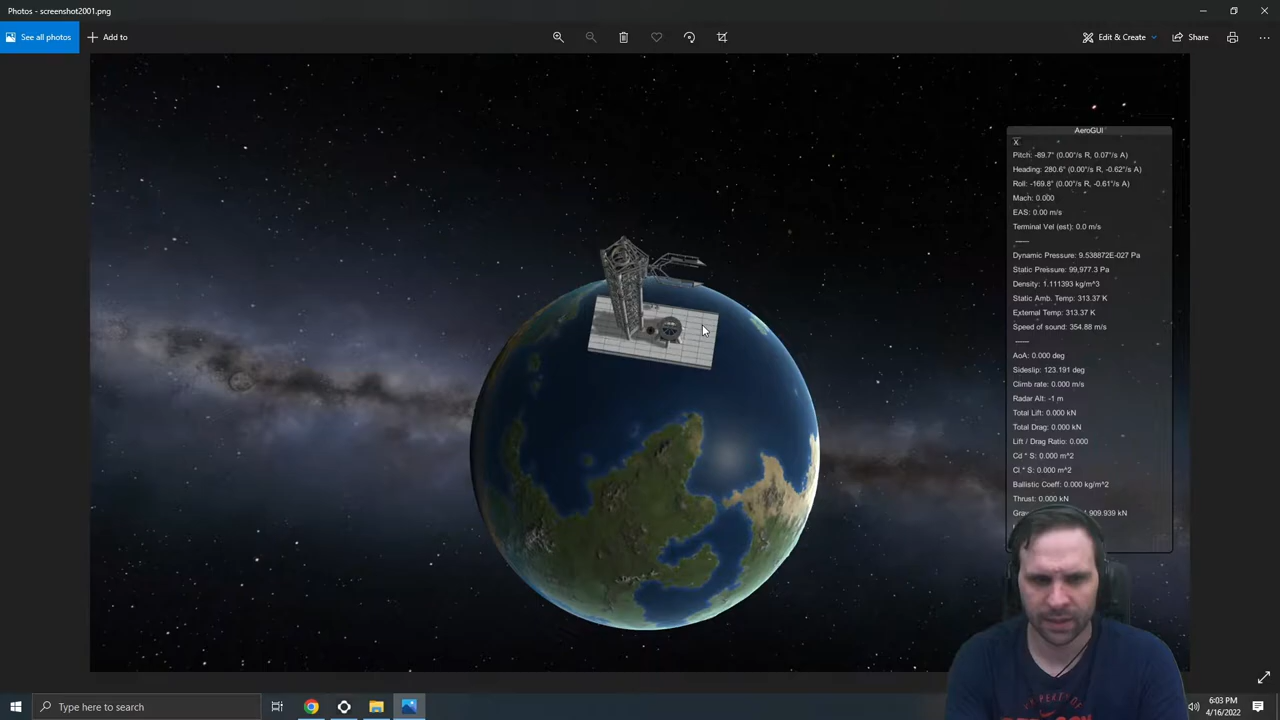 Photos - screenshot2001.png
See all photos
Add to
Edit & Create
Share
AeroGUI
X
Pitch: -89.7° (0.00°/s R, 0.07°/s A)
Heading: 280.6° (0.00°/s R, -0.62°/s A)
Roll: -169.8° (0.00°/s R, -0.61°/s A)
Mach: 0.000
EAS: 0.00 m/s
Terminal Vel (est): 0.0 m/s
Dynamic Pressure: 9.538872E-027 Pa
Static Pressure: 99,977.3 Pa
Density: 1.111393 kg/m^3
Static Amb. Temp: 313.37 K
External Temp: 313.37 K
Speed of sound: 354.88 m/s
AoA: 0.000 deg
Sideslip: 123.191 deg
Climb rate: 0.000 m/s
Radar Alt: -1 m
Total Lift: 0.000 kN
Total Drag: 0.000 kN
Lift / Drag Ratio: 0.000
Cd * S: 0.000 m^2
Cl * S: 0.000 m^2
Ballistic Coeff: 0.000 kg/m^2
Thrust: 0.000 kN
909.939 kN
PROPERTY OF
Type here to search
6:03 PM
4/16/2022